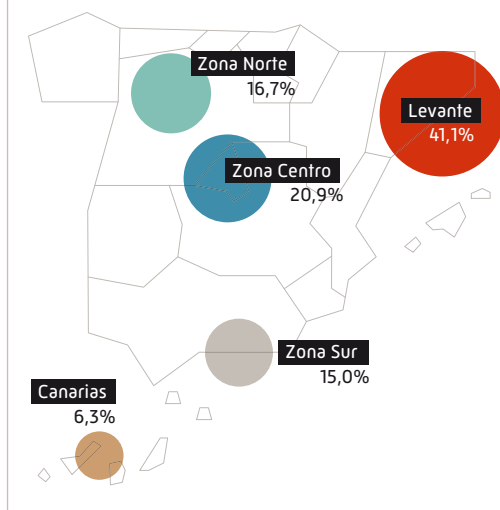 Zona Norte
16,7%
Levante
41,1%
Zona Centro
20,9%
Zona Sur
15,0%
Canarias
6,3%